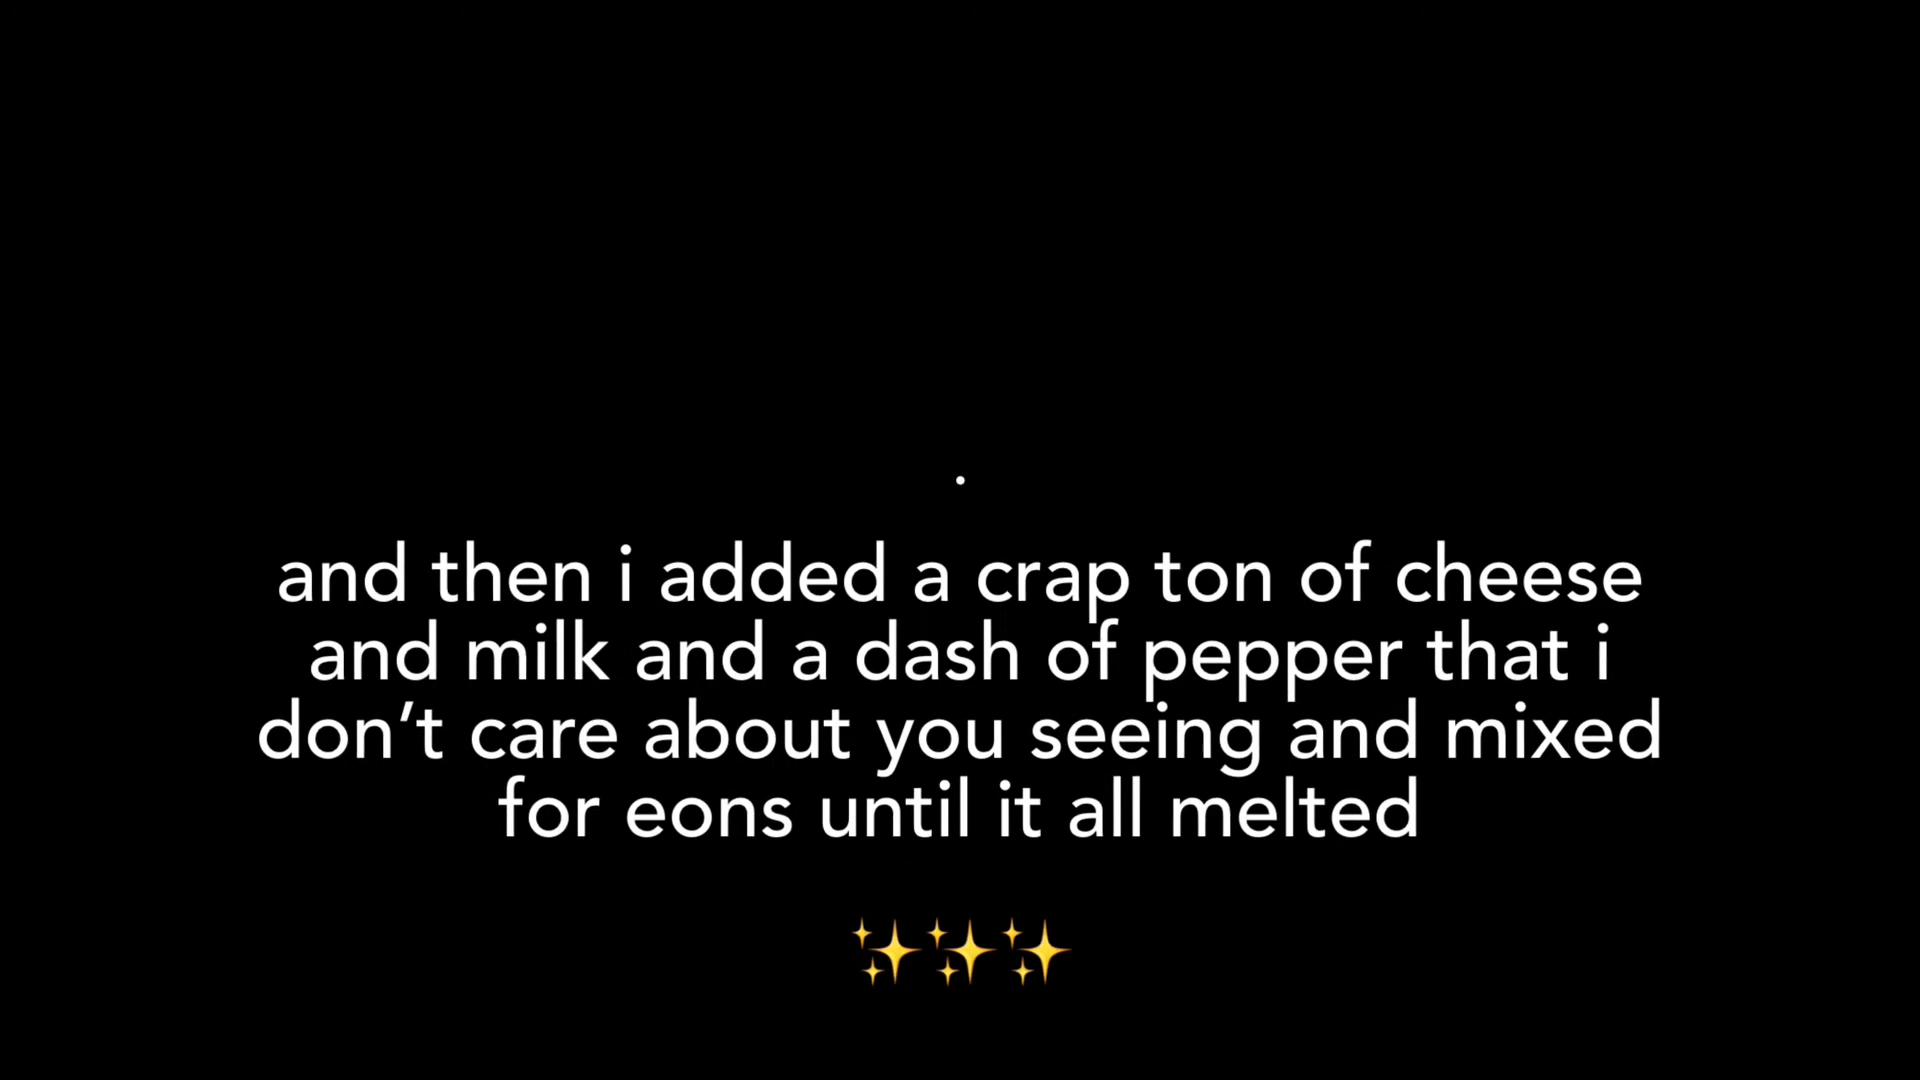 .
and then i added a crap ton of cheese
and milk and a dash of pepper that i
don’t care about you seeing and mixed
for eons until it all melted
✨✨✨